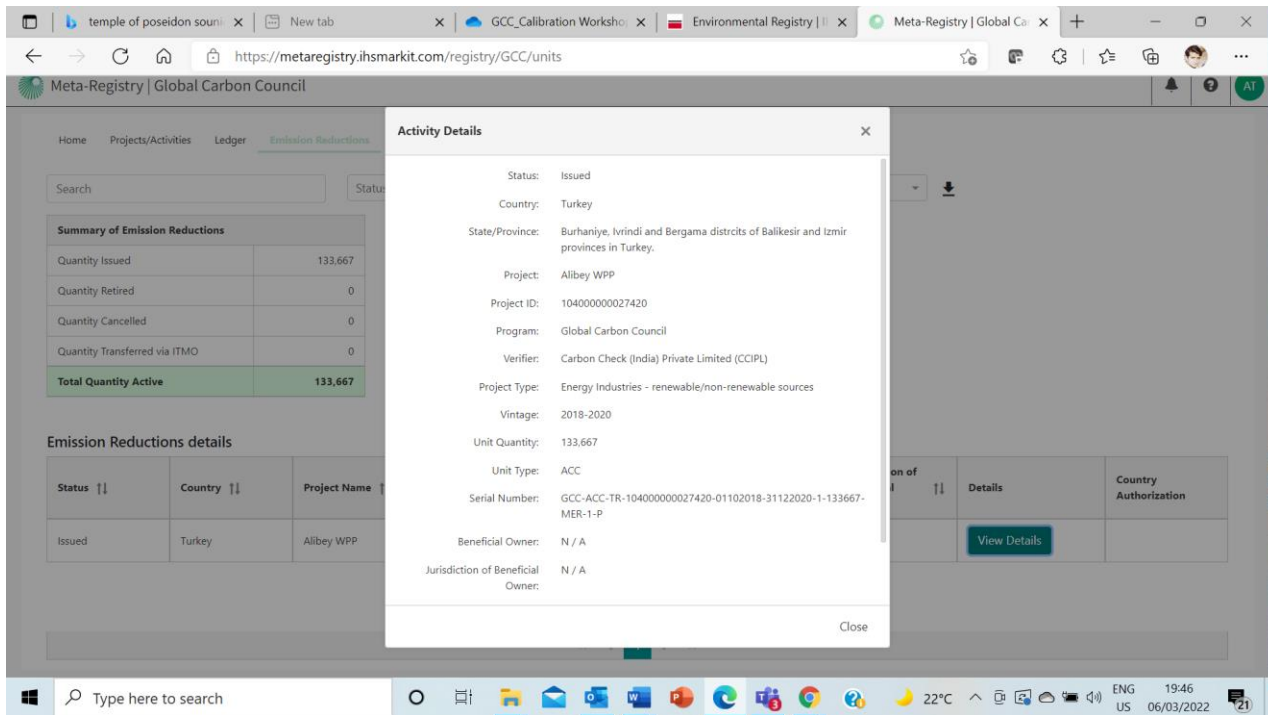 temple of poseidon souni
New tab
GCC_Calibration Worksho
Environmental Registry | I
Meta-Registry | Global Ca
https://metaregistry.ihsmarkit.com/registry/GCC/units
Meta-Registry | Global Carbon Council
AT
Home Projects/Activities Ledger Emission Reductions
Search
Status
Summary of Emission Reductions
Quantity Issued 133,667
Quantity Retired 0
Quantity Cancelled 0
Quantity Transferred via ITMO 0
Total Quantity Active 133,667
Emission Reductions details
Status Country Project Name
on of
Details
Country
Authorization
Issued Turkey Alibey WPP
View Details
Activity Details
Status: Issued
Country: Turkey
State/Province: Burhaniye, Ivrindi and Bergama distrcits of Balikesir and Izmir
provinces in Turkey.
Project: Alibey WPP
Project ID: 104000000027420
Program: Global Carbon Council
Verifier: Carbon Check (India) Private Limited (CCIPL)
Project Type: Energy Industries - renewable/non-renewable sources
Vintage: 2018-2020
Unit Quantity: 133,667
Unit Type: ACC
Serial Number: GCC-ACC-TR-104000000027420-01102018-31122020-1-133667-
MER-1-P
Beneficial Owner: N / A
Jurisdiction of Beneficial N / A
Owner:
Close
Type here to search
22°C
ENG
US
19:46
06/03/2022
21